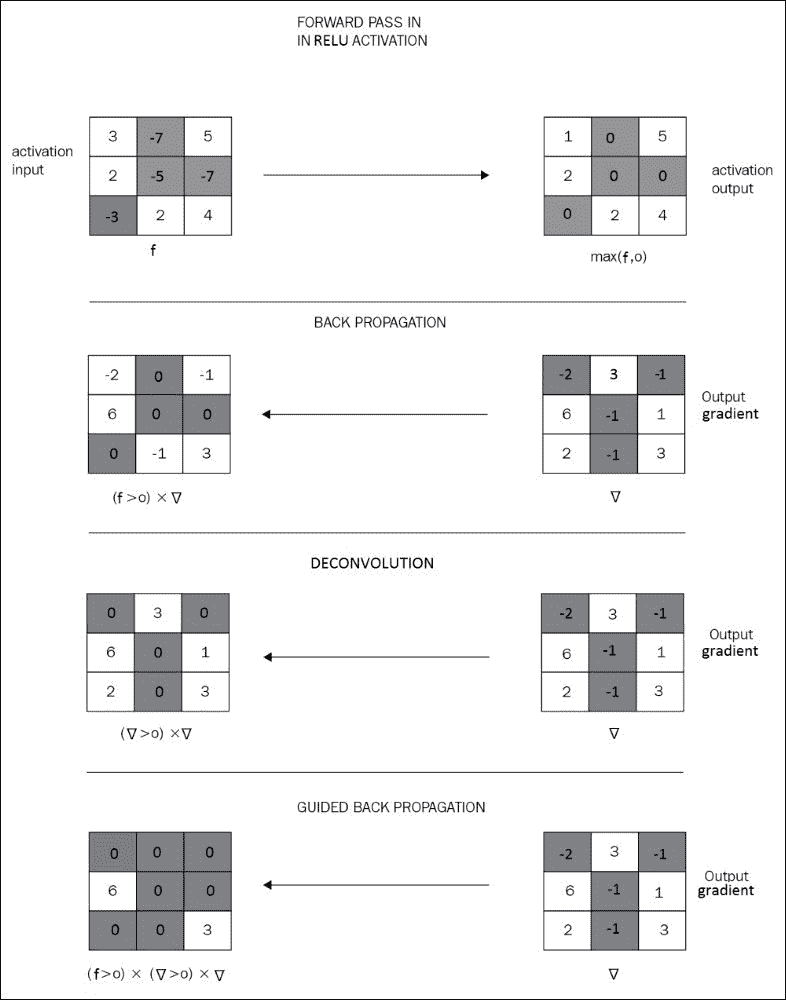 FORWARD PASS IN
IN RELU ACTIVATION
activation
input
3 -7 5
2 -5 -7
-3 2 4
f
1 0 5
2 0 0
0 2 4
max(f,o)
activation
output
BACK PROPAGATION
-2 0 -1
6 0 0
0 -1 3
(f>o) × ∇
-2 3 -1
6 -1 1
2 -1 3
∇
Output
gradient
DECONVOLUTION
0 3 0
6 0 1
2 0 3
(∇>o) ×∇
-2 3 -1
6 -1 1
2 -1 3
∇
Output
gradient
GUIDED BACK PROPAGATION
0 0 0
6 0 0
0 0 3
(f>o) × (∇>o) × ∇
-2 3 -1
6 -1 1
2 -1 3
∇
Output
gradient